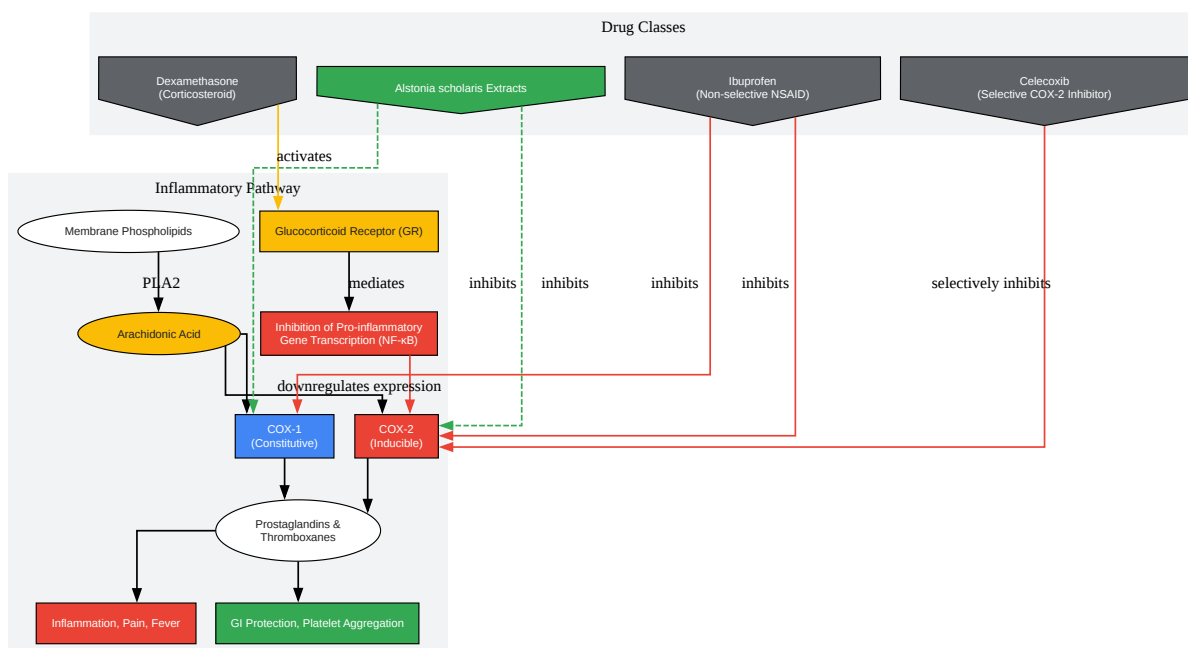 Drug Classes
Dexamethasone
(Corticosteroid)
Alstonia scholaris Extracts
Ibuprofen
(Non-selective NSAID)
Celecoxib
(Selective COX-2 Inhibitor)
activates
Inflammatory Pathway
Membrane Phospholipids
Glucocorticoid Receptor (GR)
PLA2
mediates
inhibits
inhibits
inhibits
inhibits
selectively inhibits
Arachidonic Acid
Inhibition of Pro-inflammatory
Gene Transcription (NF-κB)
downregulates expression
COX-1
(Constitutive)
COX-2
(Inducible)
Prostaglandins &
Thromboxanes
Inflammation, Pain, Fever
GI Protection, Platelet Aggregation